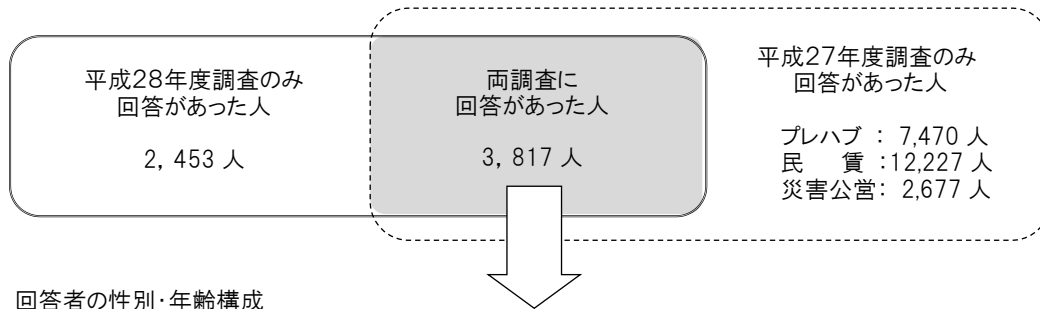 平成28年度調査のみ
回答があった人
2，453 人
両調査に
回答があった人
3，817 人
平成27年度調査のみ
回答があった人
プレハブ ： 7,470 人
民　　賃 ：12,227 人
災害公営： 2,677 人
回答者の性別・年齢構成